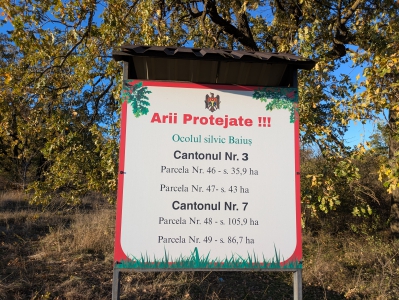 Arii Protejate !!!
Ocolul silvic Baiuș
Cantonul Nr. 3
Parcela Nr. 46 - s. 35,9 ha
Parcela Nr. 47- s. 43 ha
Cantonul Nr. 7
Parcela Nr. 48 - s. 105,9 ha
Parcela Nr. 49 - s. 86,7 ha